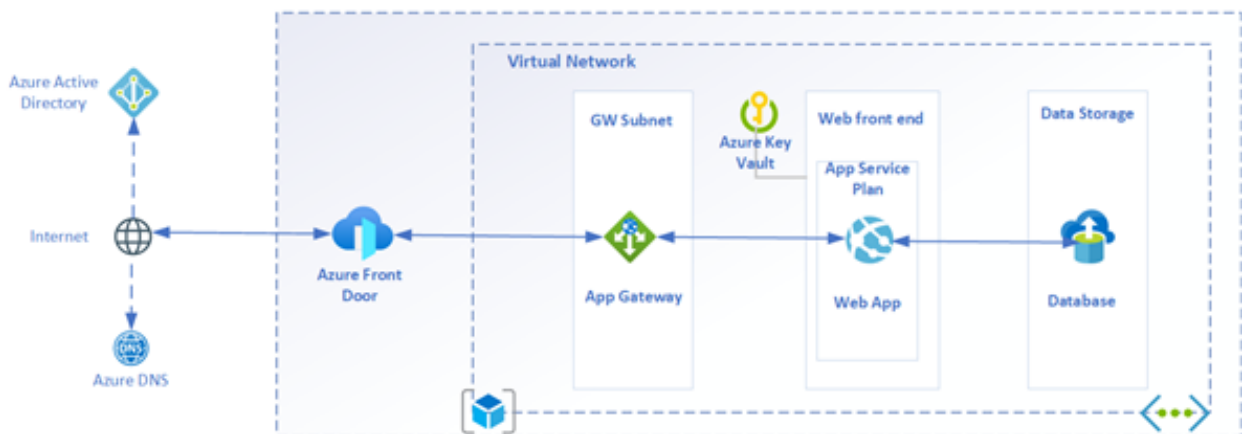 Azure Active
Directory
Internet
Azure DNS
DNS
Azure Front
Door
Virtual Network
GW Subnet
App Gateway
Azure Key
Vault
Web front end
App Service
Plan
Web App
Data Storage
Database